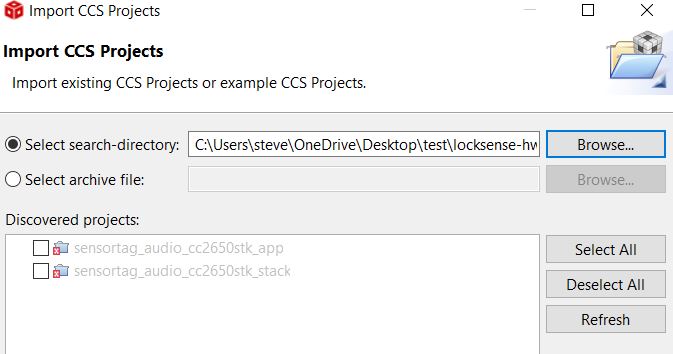 Import CCS Projects
Import CCS Projects
Import existing CCS Projects or example CCS Projects.
Select search-directory: C:\Users\steve\OneDrive\Desktop\test\locksense-hw Browse...
Select archive file: Browse...
Discovered projects:
sensortag_audio_cc2650stk_app Select All
sensortag_audio_cc2650stk_stack Deselect All
Refresh